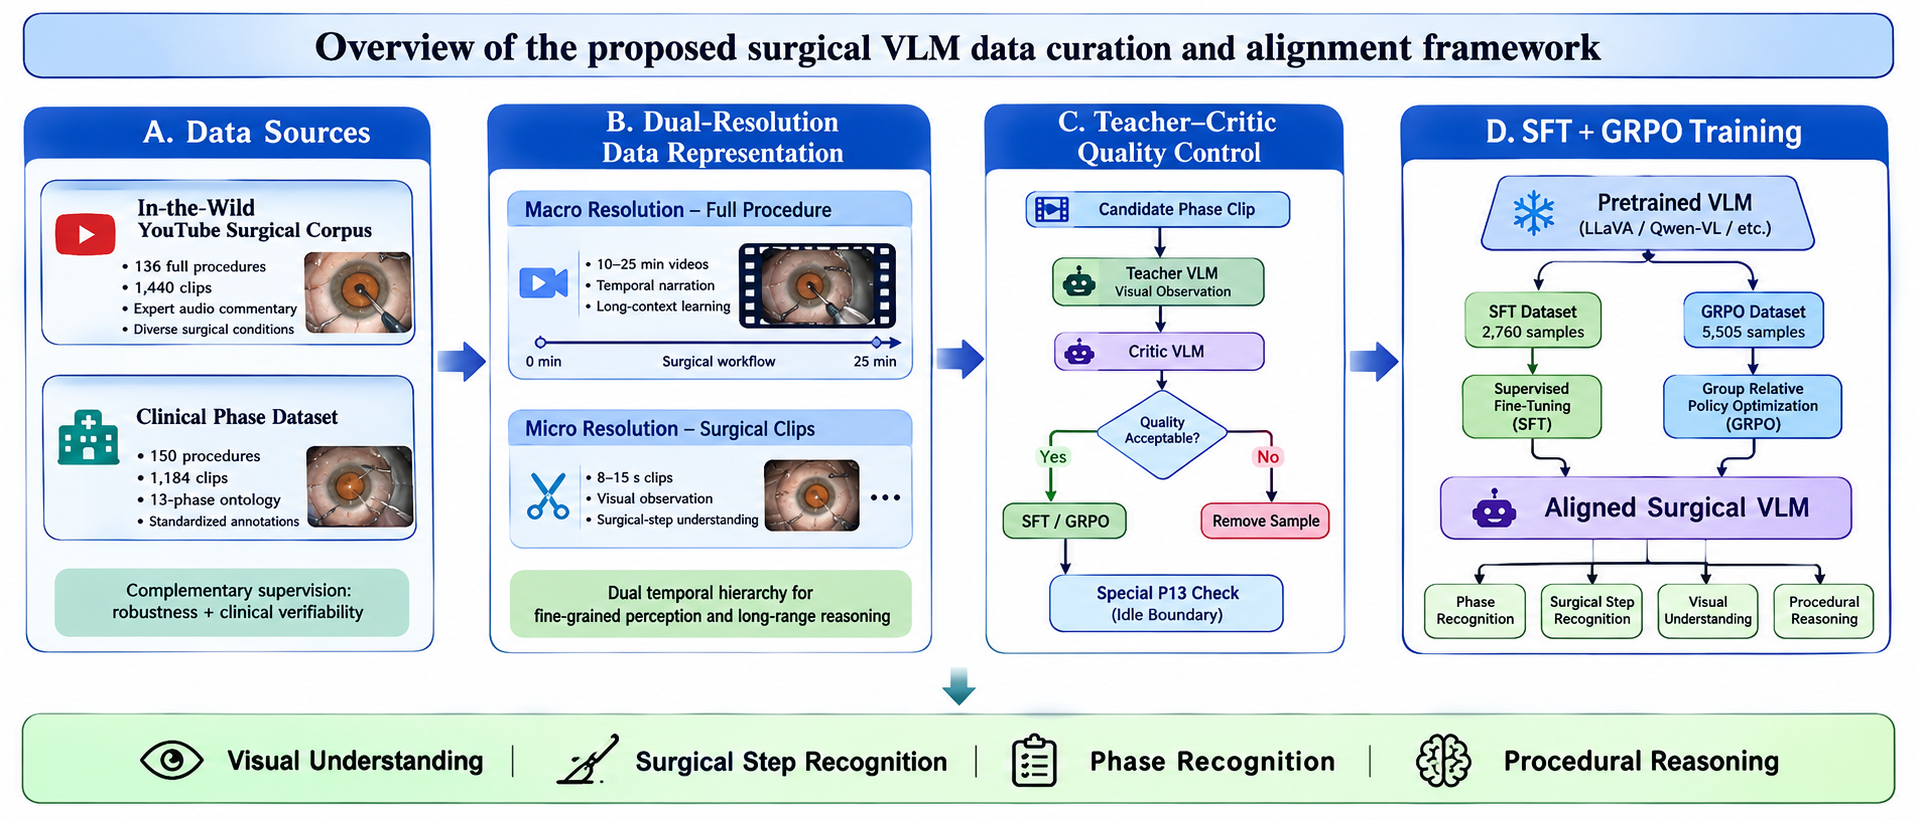 Overview of the proposed surgical VLM data curation and alignment framework
A. Data Sources
In-the-Wild
YouTube Surgical Corpus
• 136 full procedures
• 1,440 clips
• Expert audio commentary
• Diverse surgical conditions
Clinical Phase Dataset
• 150 procedures
• 1,184 clips
• 13-phase ontology
• Standardized annotations
Complementary supervision:
robustness + clinical verifiability
B. Dual-Resolution
Data Representation
Macro Resolution – Full Procedure
• 10–25 min videos
• Temporal narration
• Long-context learning
0 min Surgical workflow 25 min
Micro Resolution – Surgical Clips
• 8–15 s clips
• Visual observation
• Surgical-step understanding
Dual temporal hierarchy for
fine-grained perception and long-range reasoning
C. Teacher–Critic
Quality Control
Candidate Phase Clip
Teacher VLM
Visual Observation
Critic VLM
Quality
Acceptable?
Yes No
SFT / GRPO Remove Sample
Special P13 Check
(Idle Boundary)
D. SFT + GRPO Training
Pretrained VLM
(LLaVA / Qwen-VL / etc.)
SFT Dataset
2,760 samples
GRPO Dataset
5,505 samples
Supervised
Fine-Tuning
(SFT)
Group Relative
Policy Optimization
(GRPO)
Aligned Surgical VLM
Phase
Recognition
Surgical Step
Recognition
Visual
Understanding
Procedural
Reasoning
Visual Understanding | Surgical Step Recognition | Phase Recognition | Procedural Reasoning